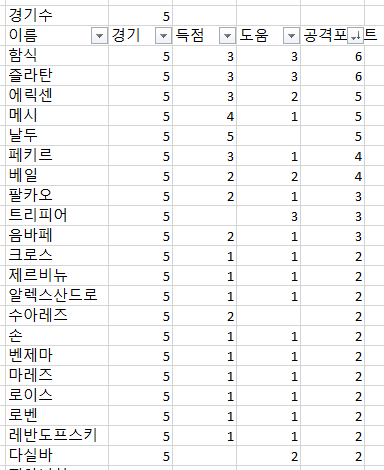 경기수 5
이름 경기 득점 도움 공격포 트
함식 5 3 3 6
즐라탄 5 3 3 6
에릭센 5 3 2 5
메시 5 4 1 5
날두 5 5 5
페키르 5 3 1 4
베일 5 2 2 4
팔카오 5 2 1 3
트리피어 5 3 3
음바페 5 2 1 3
크로스 5 1 1 2
제르비뉴 5 1 1 2
알렉스산드로 5 1 1 2
수아레즈 5 2 2
손 5 1 1 2
벤제마 5 1 1 2
마레즈 5 1 1 2
로이스 5 1 1 2
로벤 5 1 1 2
레반도프스키 5 1 1 2
다실바 5 2 2